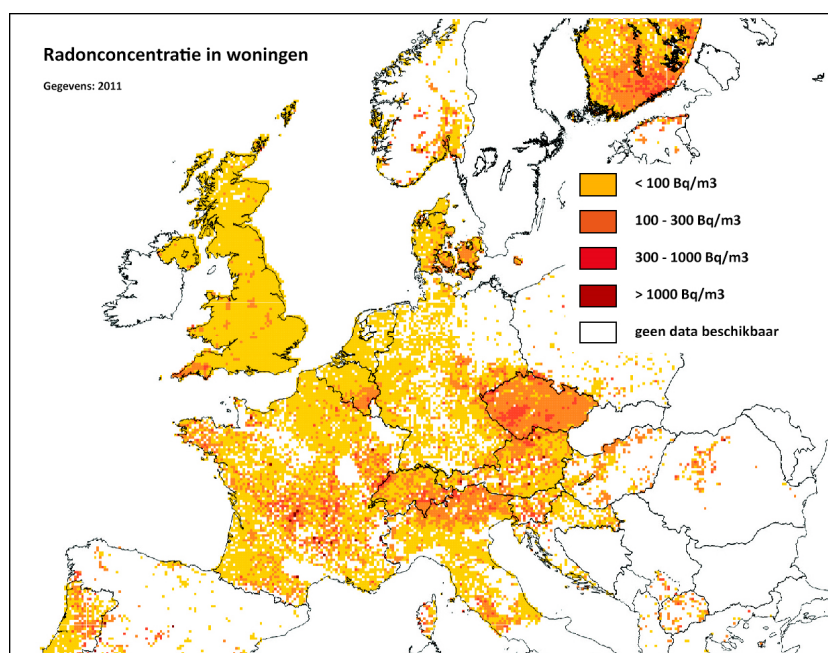 Radonconcentratie in woningen
Gegevens: 2011
< 100 Bq/m3
100 - 300 Bq/m3
300 - 1000 Bq/m3
> 1000 Bq/m3
geen data beschikbaar